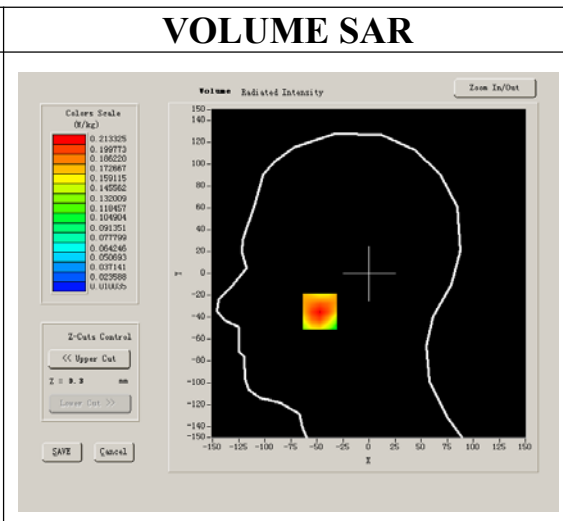 VOLUME SAR
Volume Radiated Intensity
Zoom In/Out
Colors Scale
(W/kg)
0.213325
0.199773
0.186220
0.172667
0.159115
0.145562
0.132009
0.118457
0.104904
0.091351
0.077799
0.064246
0.050693
0.037141
0.023588
0.010035
Z-Cuts Control
<< Upper Cut
Lower Cut >>
SAVE Cancel
150
140
120
100
80
60
40
20
0
-20
-40
-60
-80
-100
-120
-140
-150
Y
-150 -125 -100 -75 -50 -25 0 25 50 75 100 125 150
X